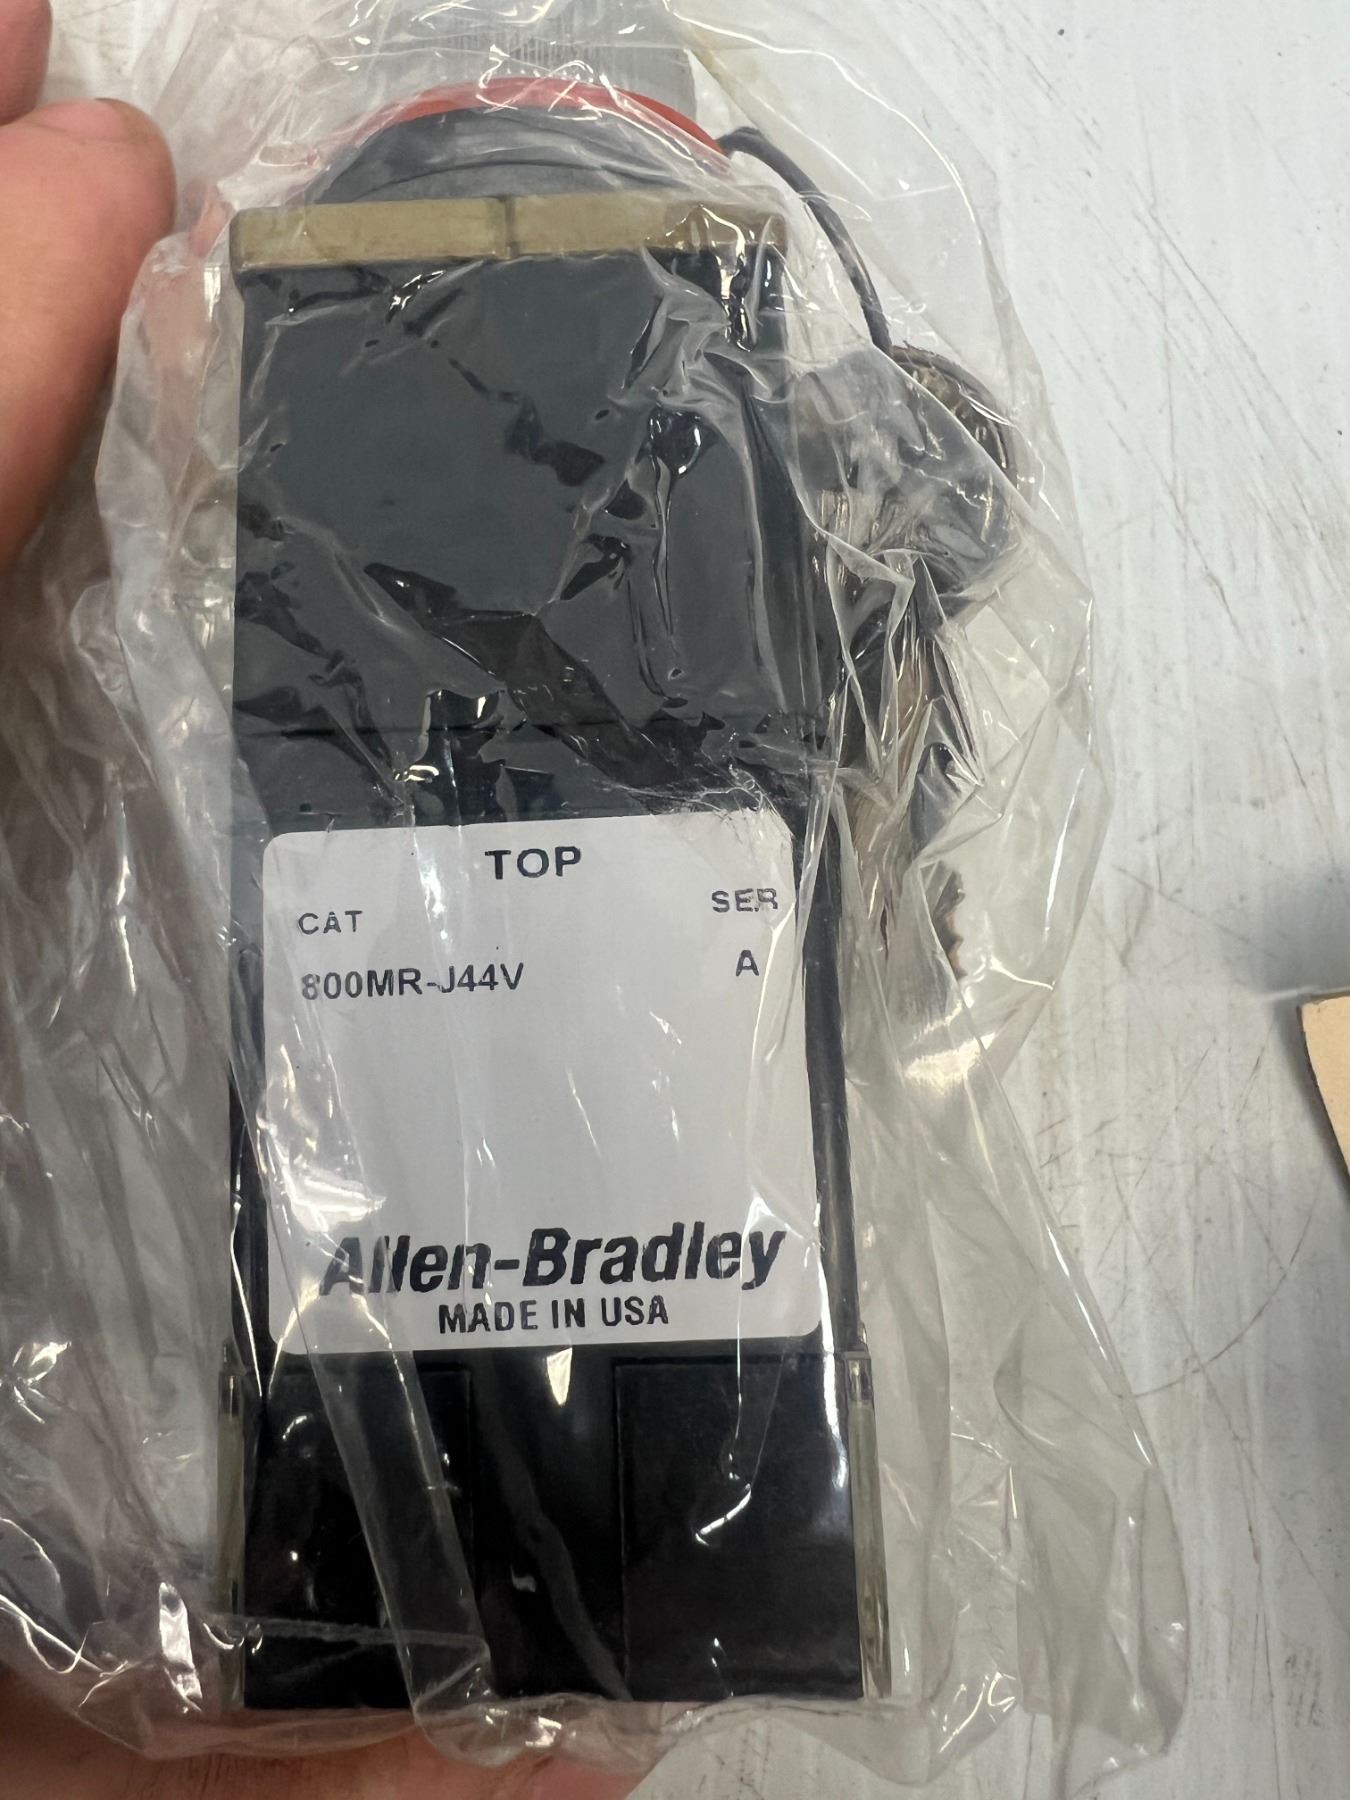 TOP
CAT SER
800MR-J44V A
Allen-Bradley
MADE IN USA